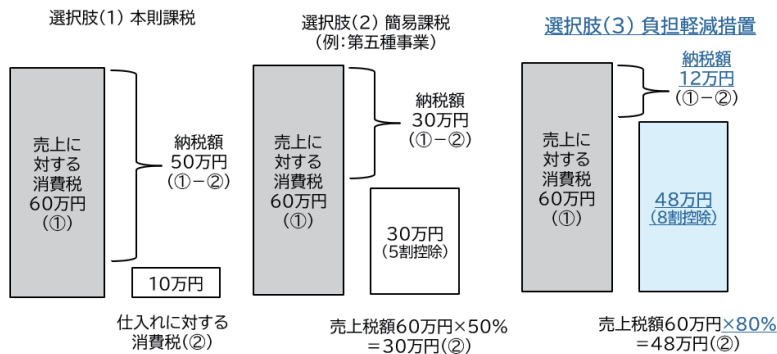 選択肢(1) 本則課税
売上に
対する
消費税
60万円
(①)
納税額
50万円
(①-②)
10万円
仕入れに対する
消費税(②)
選択肢(2) 簡易課税
(例:第五種事業)
売上に
対する
消費税
60万円
(①)
納税額
30万円
(①-②)
30万円
(5割控除)
売上税額60万円×50%
=30万円(②)
選択肢(3) 負担軽減措置
売上に
対する
消費税
60万円
(①)
納税額
12万円
(①-②)
48万円
(8割控除)
売上税額60万円×80%
=48万円(②)